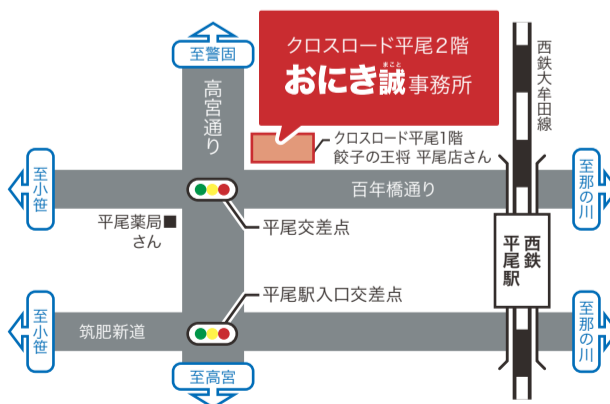 至警固
クロスロード平尾2階
おにき誠事務所
まこと
西鉄大牟田線
高宮通り
クロスロード平尾1階
餃子の王将 平尾店さん
至小笹
百年橋通り
至那の川
平尾薬局■
さん
平尾交差点
西鉄
平尾駅
平尾駅入口交差点
至小笹
筑肥新道
至那の川
至高宮